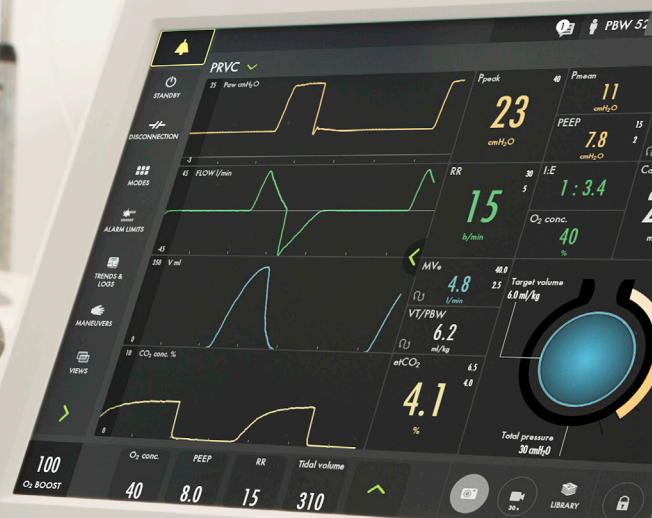 PBW 52
PRVC
STANDBY
DISCONNECTION
MODES
ALARM LIMITS
TRENDS &
LOGS
MANEUVERS
VIEWS
25 Paw cmH2O
-3
45 FLOW l/min
-45
350 V ml
0
10 CO2 conc. %
0
Ppeak 40
23
cmH2O
Pmean
11
cmH2O
PEEP 15
2
7.8
cmH2O
RR 30
5
15
b/min
I:E
1 : 3.4
O2 conc.
40
%
MVe 40.0
2.5
4.8
l/min
VT/PBW
6.2
ml/kg
etCO2 6.5
4.0
4.1
%
Target volume
6.0 ml/kg
Total pressure
30 cmH2O
100
O2 BOOST
O2 conc.
40
PEEP
8.0
RR
15
Tidal volume
310
30s
LIBRARY